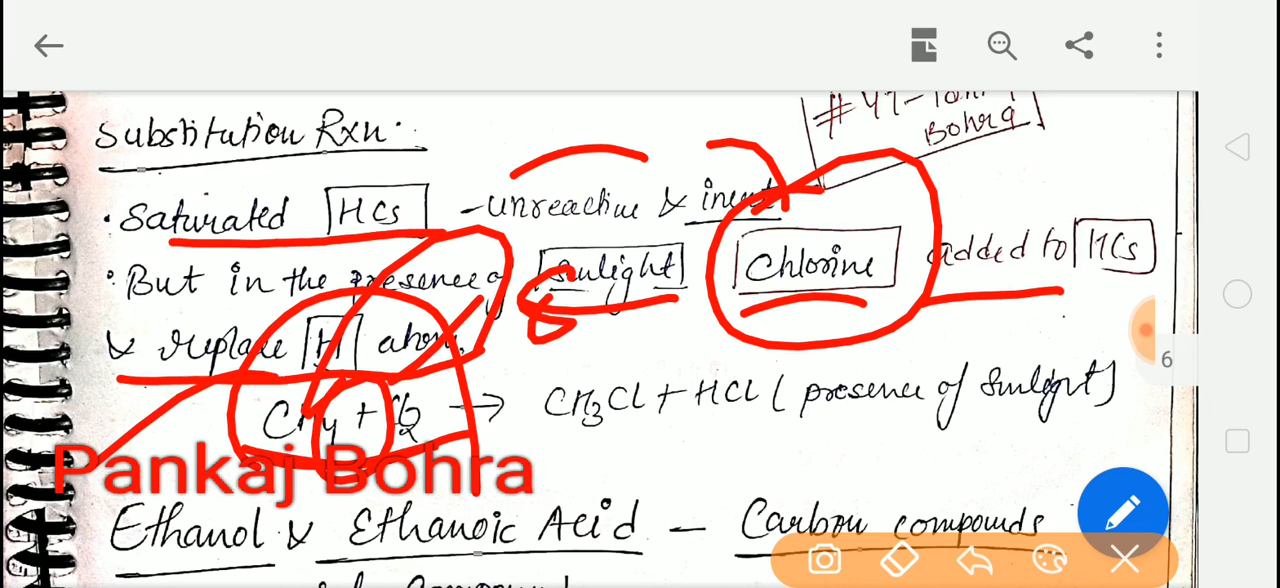 #47-
Bohra
Substitution Rxn.
• Saturated HCs - unreactive & inert
• But in the presence of Sunlight Chlorine added to HCs
& replace H atom.
CH4 + Cl2 → CH3Cl + HCl ( presence of Sunlight )
6
Pankaj Bohra
Ethanol & Ethanoic Acid - Carbon compounds